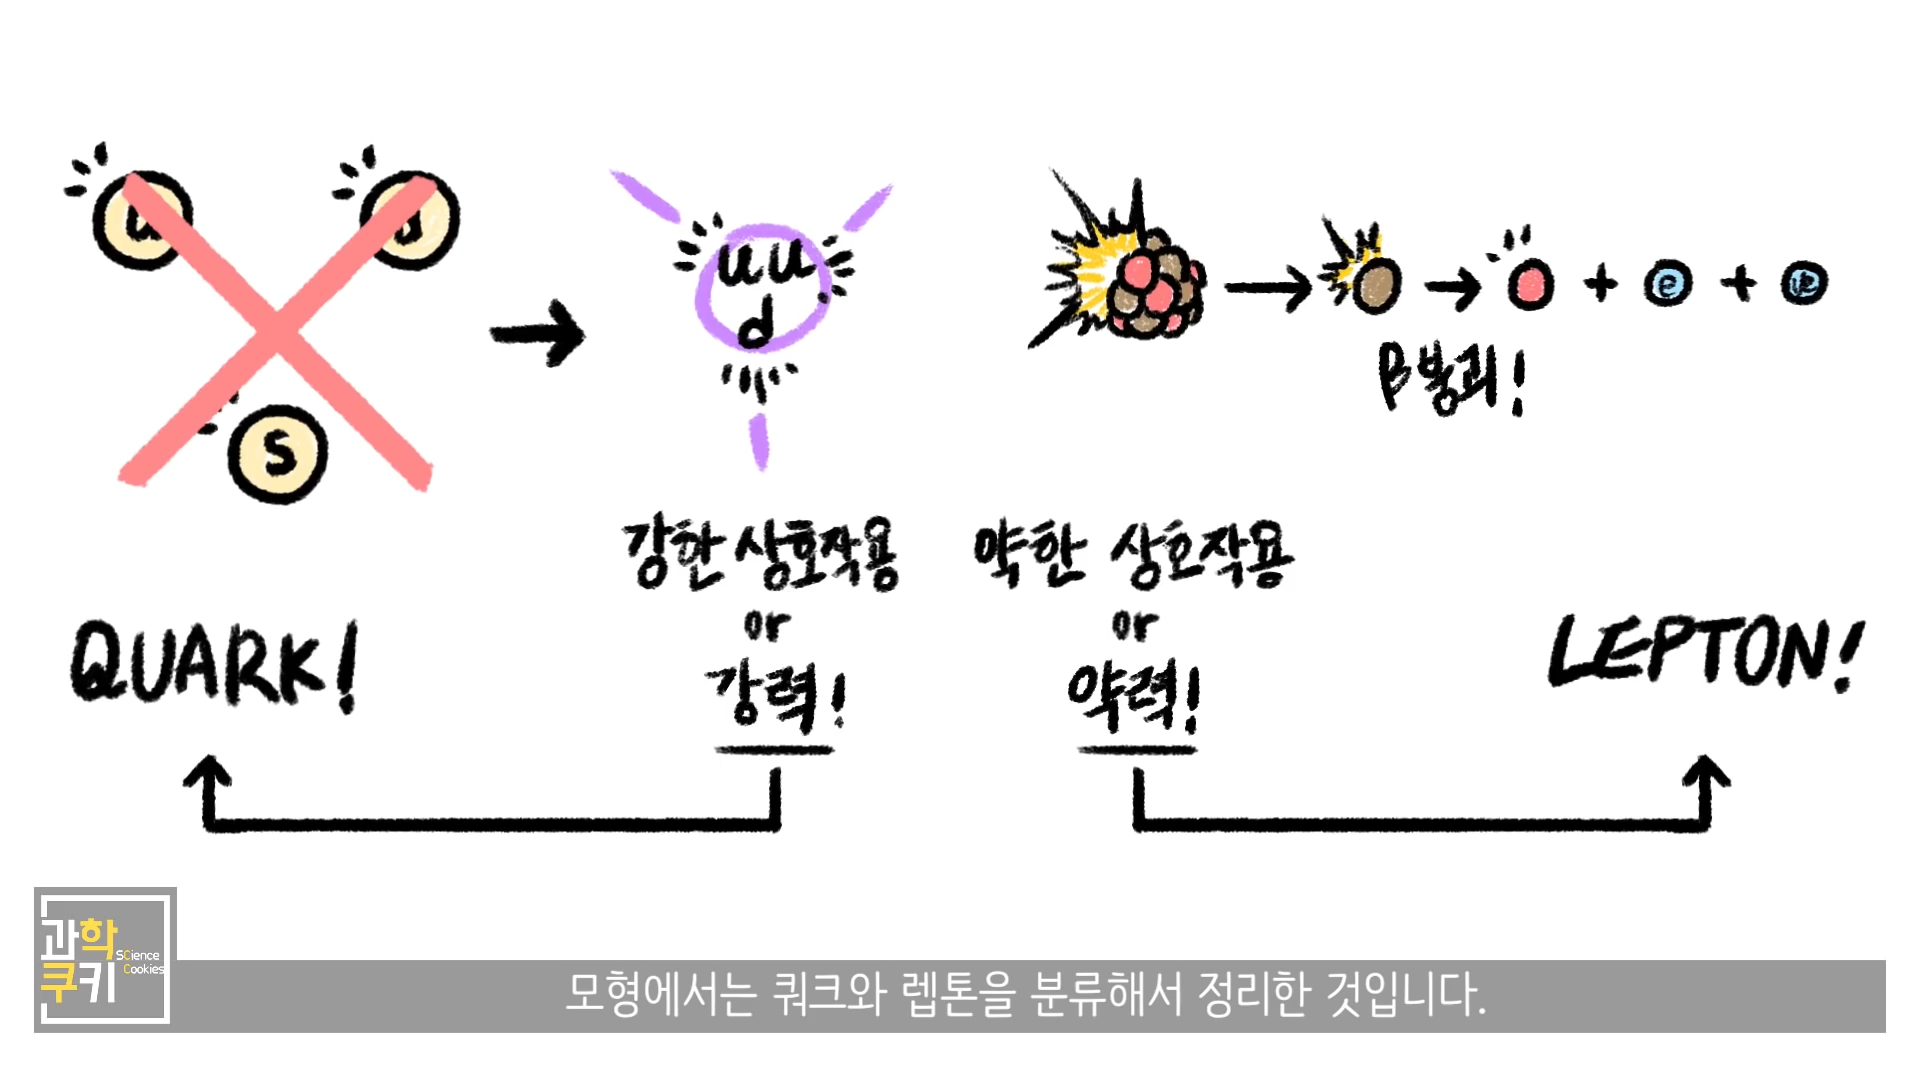 S
u u
d
e
+
+
β붕괴!
강한 상호작용
or
강력!
약한 상호작용
or
약력!
QUARK!
LEPTON!
과학
쿠키
Science
Cookies
모형에서는 쿼크와 렙톤을 분류해서 정리한 것입니다.